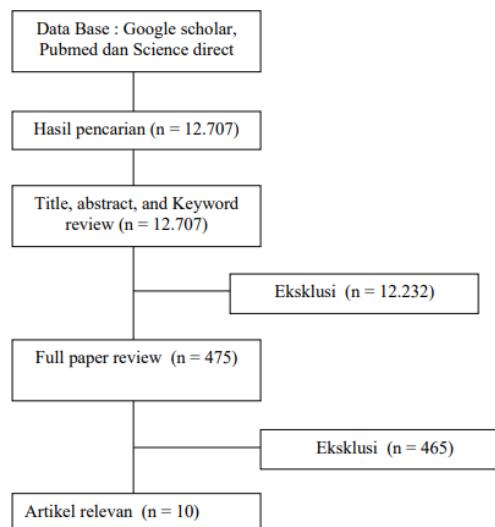 Data Base : Google scholar,
Pubmed dan Science direct
Hasil pencarian (n = 12.707)
Title, abstract, and Keyword
review (n = 12.707)
Eksklusi  (n = 12.232)
Full paper review  (n = 475)
Eksklusi  (n = 465)
Artikel relevan  (n = 10)